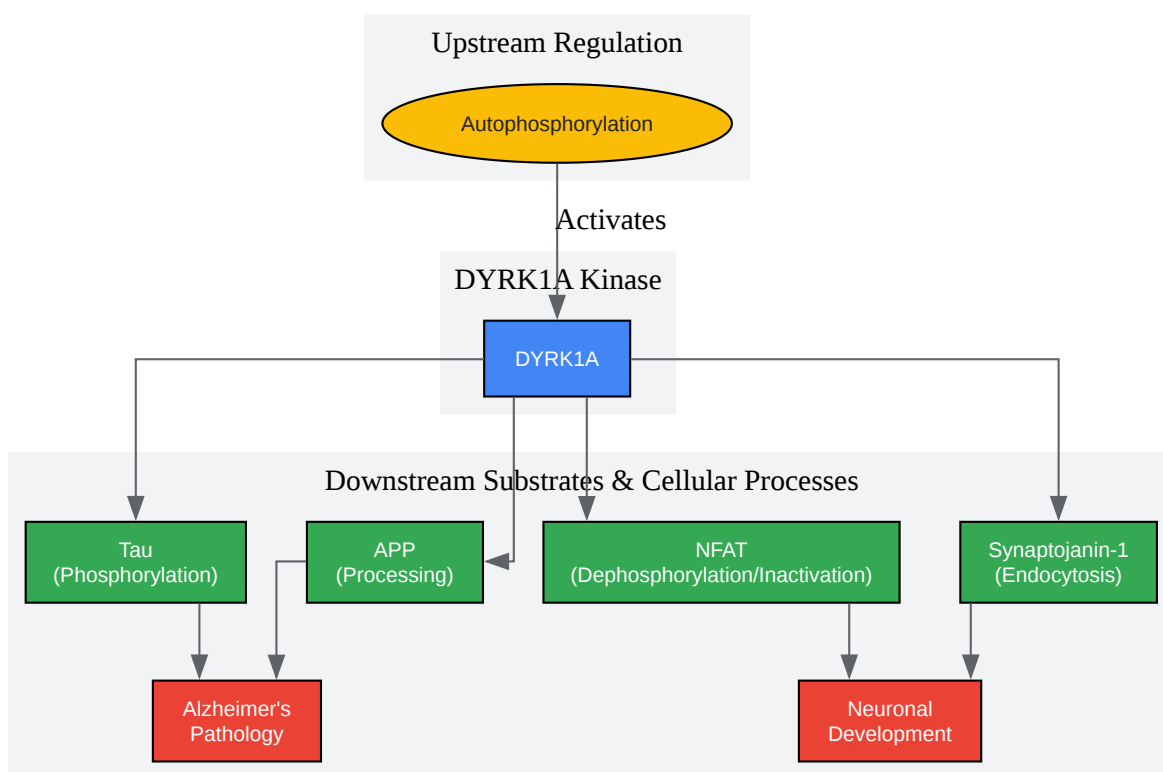 Upstream Regulation
Autophosphorylation
Activates
DYRK1A Kinase
DYRK1A
Downstream Substrates & Cellular Processes
Tau
(Phosphorylation)
APP
(Processing)
NFAT
(Dephosphorylation/Inactivation)
Synaptojanin-1
(Endocytosis)
Alzheimer's
Pathology
Neuronal
Development